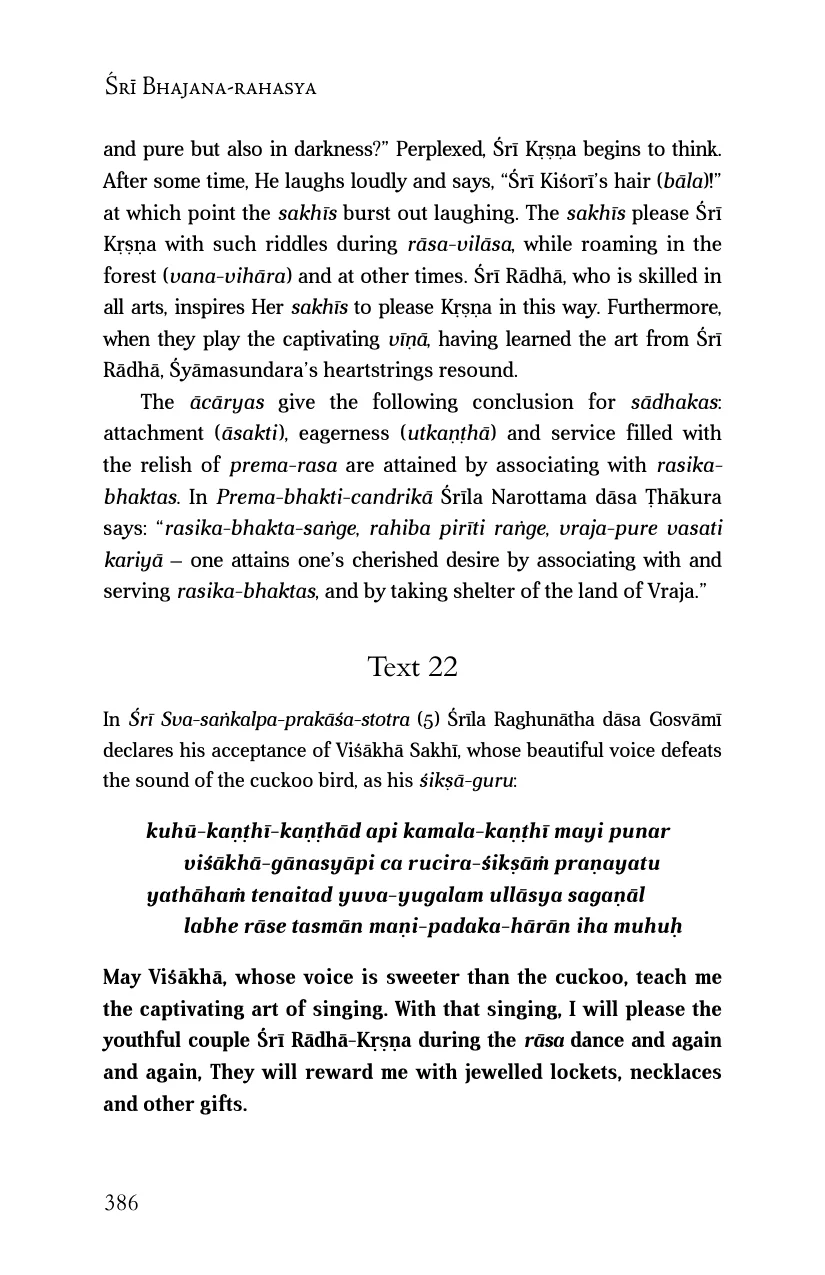 Śrī Bhajana-rahasya
and pure but also in darkness?” Perplexed, Śrī Kṛṣṇa begins to think.
After some time, He laughs loudly and says, “Śrī Kiśorī’s hair (bāla)!”
at which point the sakhīs burst out laughing. The sakhīs please Śrī
Kṛṣṇa with such riddles during rāsa-vilāsa, while roaming in the
forest (vana-vihāra) and at other times. Śrī Rādhā, who is skilled in
all arts, inspires Her sakhīs to please Kṛṣṇa in this way. Furthermore,
when they play the captivating vīṇā, having learned the art from Śrī
Rādhā, Śyāmasundara’s heartstrings resound.
The ācāryas give the following conclusion for sādhakas:
attachment (āsakti), eagerness (utkaṇṭhā) and service filled with
the relish of prema-rasa are attained by associating with rasika-
bhaktas. In Prema-bhakti-candrikā Śrīla Narottama dāsa Ṭhākura
says: “rasika-bhakta-saṅge, rahiba pirīti raṅge, vraja-pure vasati
kariyā – one attains one’s cherished desire by associating with and
serving rasika-bhaktas, and by taking shelter of the land of Vraja.”
Text 22
In Śrī Sva-saṅkalpa-prakāśa-stotra (5) Śrīla Raghunātha dāsa Gosvāmī
declares his acceptance of Viśākhā Sakhī, whose beautiful voice defeats
the sound of the cuckoo bird, as his śikṣā-guru:
kuhū-kaṇṭhī-kaṇṭhād api kamala-kaṇṭhī mayi punar
viśākhā-gānasyāpi ca rucira-śikṣāṁ praṇayatu
yathāhaṁ tenaitad yuva-yugalam ullāsya sagaṇāl
labhe rāse tasmān maṇi-padaka-hārān iha muhuḥ
May Viśākhā, whose voice is sweeter than the cuckoo, teach me
the captivating art of singing. With that singing, I will please the
youthful couple Śrī Rādhā-Kṛṣṇa during the rāsa dance and again
and again, They will reward me with jewelled lockets, necklaces
and other gifts.
386